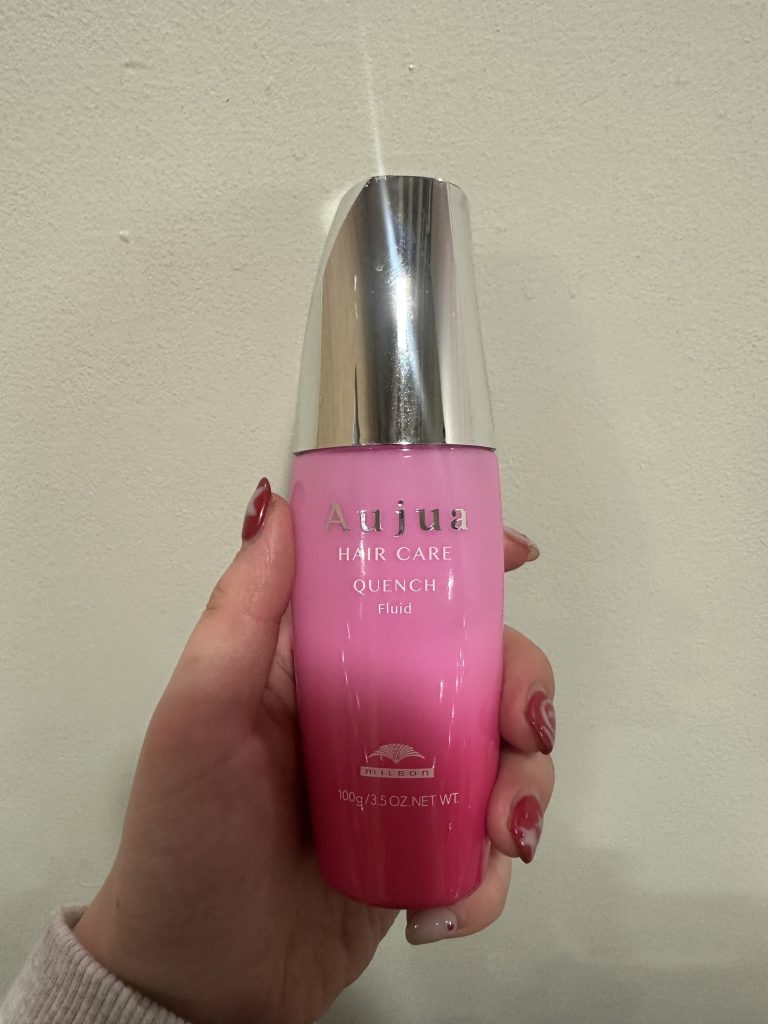 Aujua
HAIR CARE
QUENCH
Fluid
MILBON
100g/3.5 OZ.NET WT.